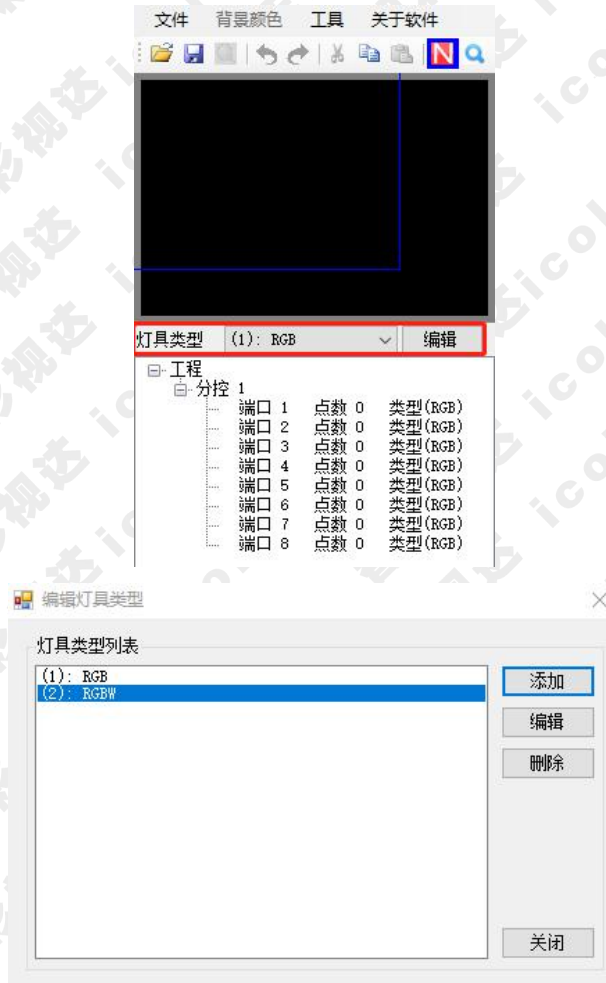 文件 背景颜色 工具 关于软件
N
灯具类型 (1): RGB 编辑
工程
分控 1
端口 1 点数 0 类型(RGB)
端口 2 点数 0 类型(RGB)
端口 3 点数 0 类型(RGB)
端口 4 点数 0 类型(RGB)
端口 5 点数 0 类型(RGB)
端口 6 点数 0 类型(RGB)
端口 7 点数 0 类型(RGB)
端口 8 点数 0 类型(RGB)
编辑灯具类型
灯具类型列表
(1): RGB
(2): RGBW
添加
编辑
删除
关闭